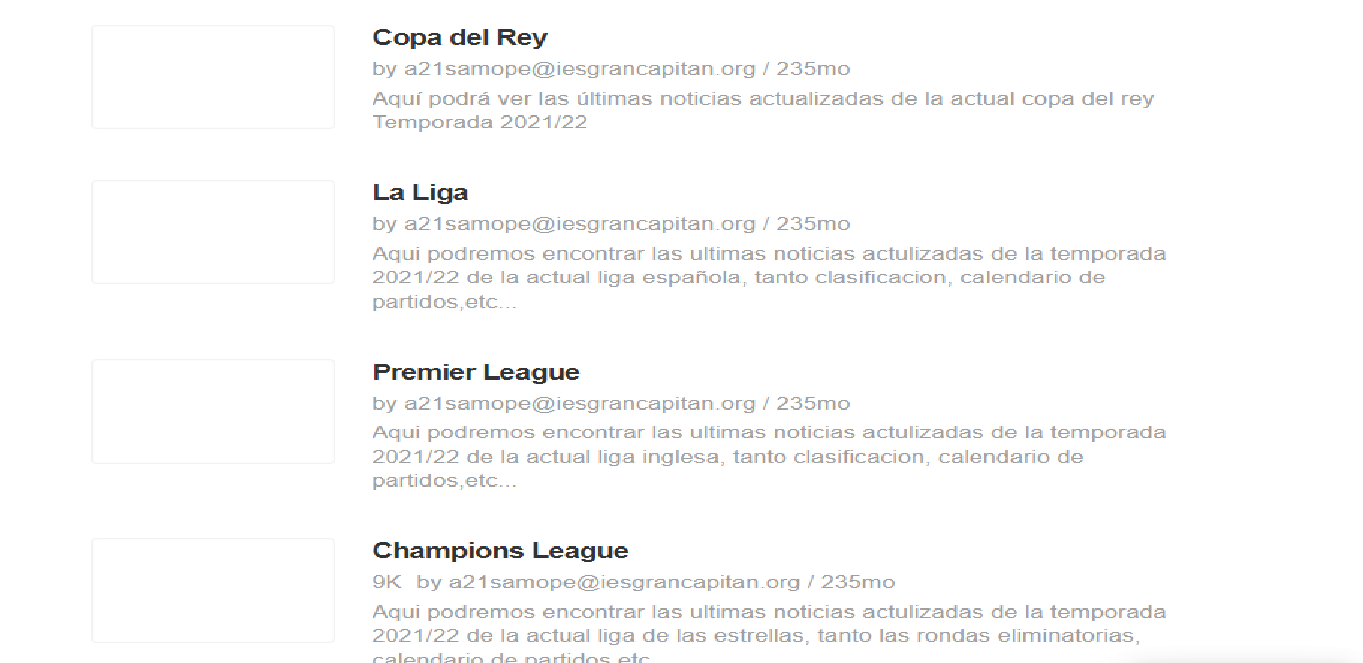 Copa del Rey
by a21samope@iesgrancapitan.org / 235mo
Aquí podrá ver las últimas noticias actualizadas de la actual copa del rey
Temporada 2021/22
La Liga
by a21samope@iesgrancapitan.org / 235mo
Aqui podremos encontrar las ultimas noticias actulizadas de la temporada
2021/22 de la actual liga española, tanto clasificacion, calendario de
partidos,etc...
Premier League
by a21samope@iesgrancapitan.org / 235mo
Aqui podremos encontrar las ultimas noticias actulizadas de la temporada
2021/22 de la actual liga inglesa, tanto clasificacion, calendario de
partidos,etc...
Champions League
9K by a21samope@iesgrancapitan.org / 235mo
Aqui podremos encontrar las ultimas noticias actulizadas de la temporada
2021/22 de la actual liga de las estrellas, tanto las rondas eliminatorias,
calendario de partidos etc